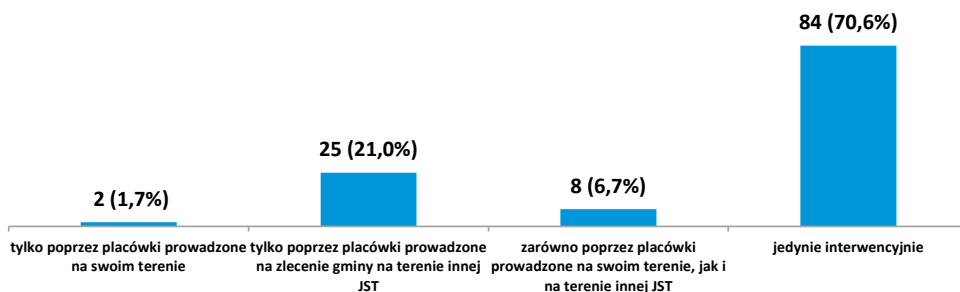 84 (70,6%)
25 (21,0%)
8 (6,7%)
2 (1,7%)
tylko poprzez placówki prowadzone
na swoim terenie
tylko poprzez placówki prowadzone
na zlecenie gminy na terenie innej
JST
zarówno poprzez placówki
prowadzone na swoim terenie, jak i
na terenie innej JST
jedynie interwencyjnie